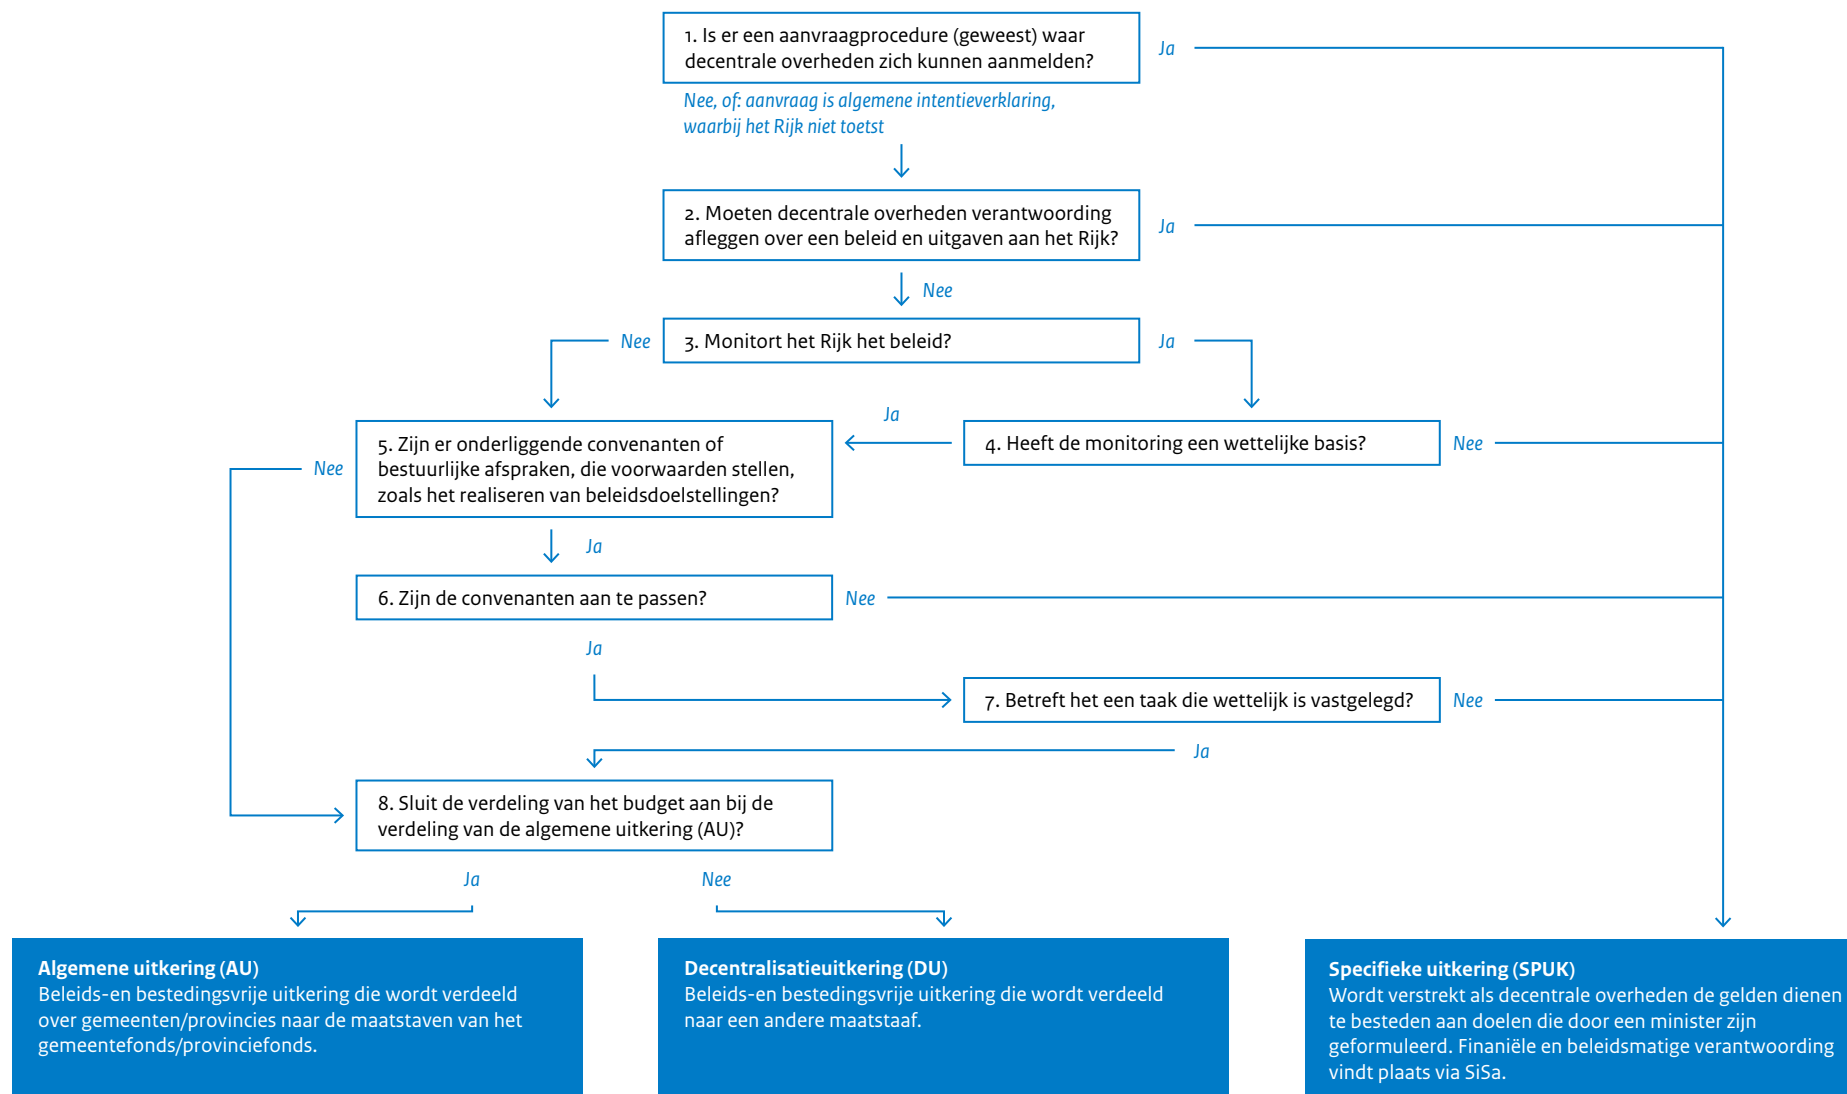 1. Is er een aanvraagprocedure (geweest) waar
decentrale overheden zich kunnen aanmelden?
Ja
Nee, of: aanvraag is algemene intentieverklaring,
waarbij het Rijk niet toetst
2. Moeten decentrale overheden verantwoording
afleggen over een beleid en uitgaven aan het Rijk?
Ja
Nee
Nee
3. Monitort het Rijk het beleid?
Ja
Ja
5. Zijn er onderliggende convenanten of
bestuurlijke afspraken, die voorwaarden stellen,
zoals het realiseren van beleidsdoelstellingen?
4. Heeft de monitoring een wettelijke basis?
Nee
Nee
Ja
6. Zijn de convenanten aan te passen?
Nee
Ja
7. Betreft het een taak die wettelijk is vastgelegd?
Nee
Ja
8. Sluit de verdeling van het budget aan bij de
verdeling van de algemene uitkering (AU)?
Ja
Nee
Algemene uitkering (AU)
Beleids-en bestedingsvrije uitkering die wordt verdeeld
over gemeenten/provincies naar de maatstaven van het
gemeentefonds/provinciefonds.
Decentralisatieuitkering (DU)
Beleids-en bestedingsvrije uitkering die wordt verdeeld
naar een andere maatstaaf.
Specifieke uitkering (SPUK)
Wordt verstrekt als decentrale overheden de gelden dienen
te besteden aan doelen die door een minister zijn
geformuleerd. Finaniële en beleidsmatige verantwoording
vindt plaats via SiSa.